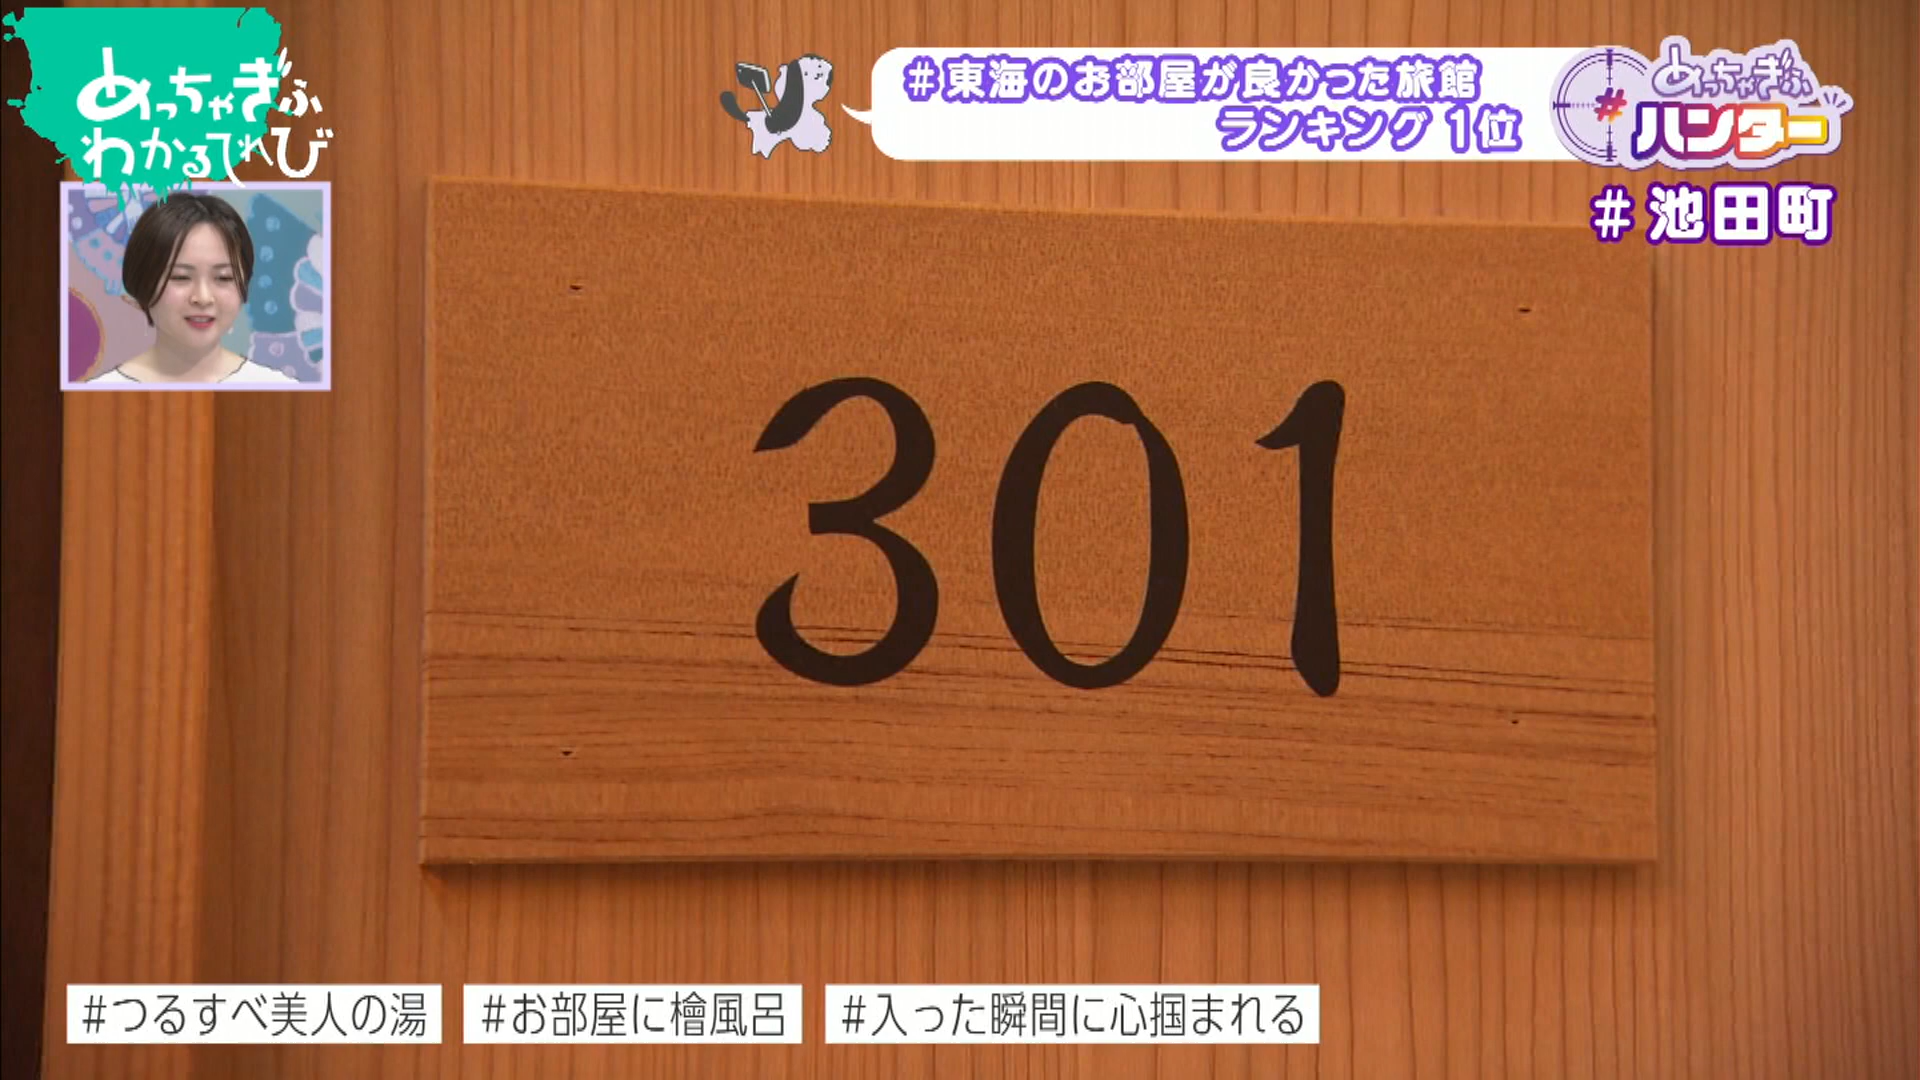 めっちゃぎふ
わかるてれび
#東海のお部屋が良かった旅館
ランキング1位
めっちゃぎふ
#ハンター
#池田町
301
#つるすべ美人の湯
#お部屋に檜風呂
#入った瞬間に心掴まれる